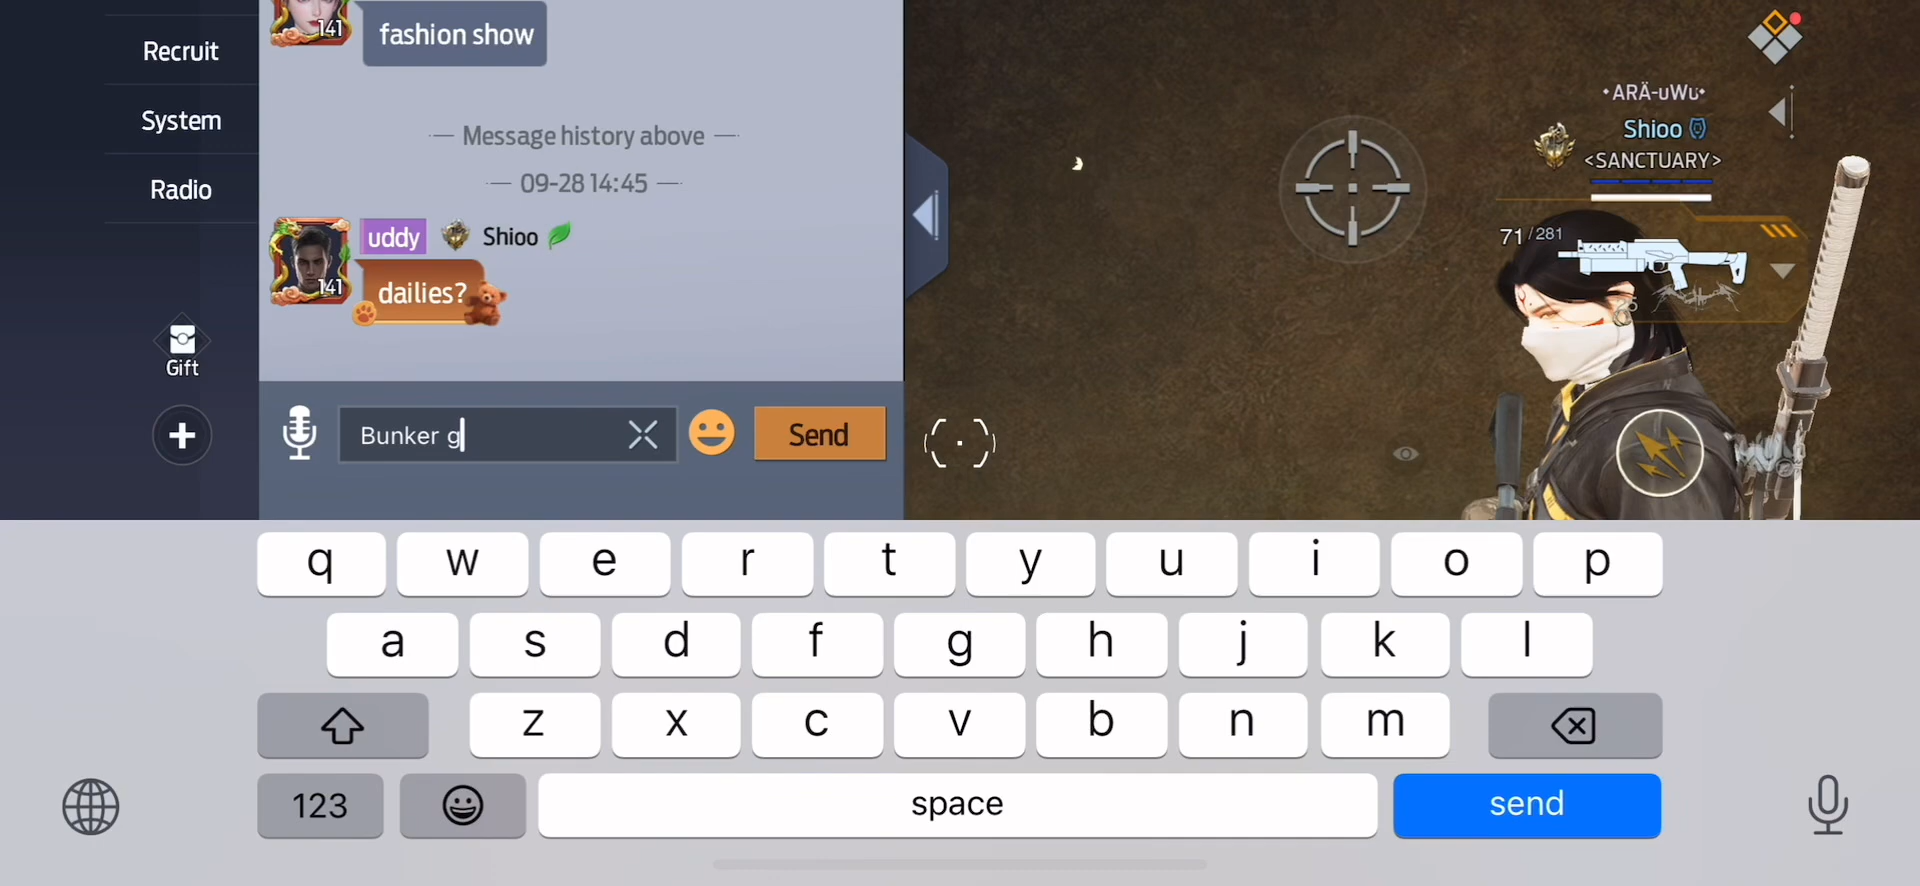 141
fashion show
Recruit
System
Radio
Gift
Message history above
09-28 14:45
uddy Shioo
141
dailies?
Bunker g
Send
•ARÄ-uWu•
Shioo
<SANCTUARY>
71/281
q w e r t y u i o p
a s d f g h j k l
z x c v b n m
123 space send